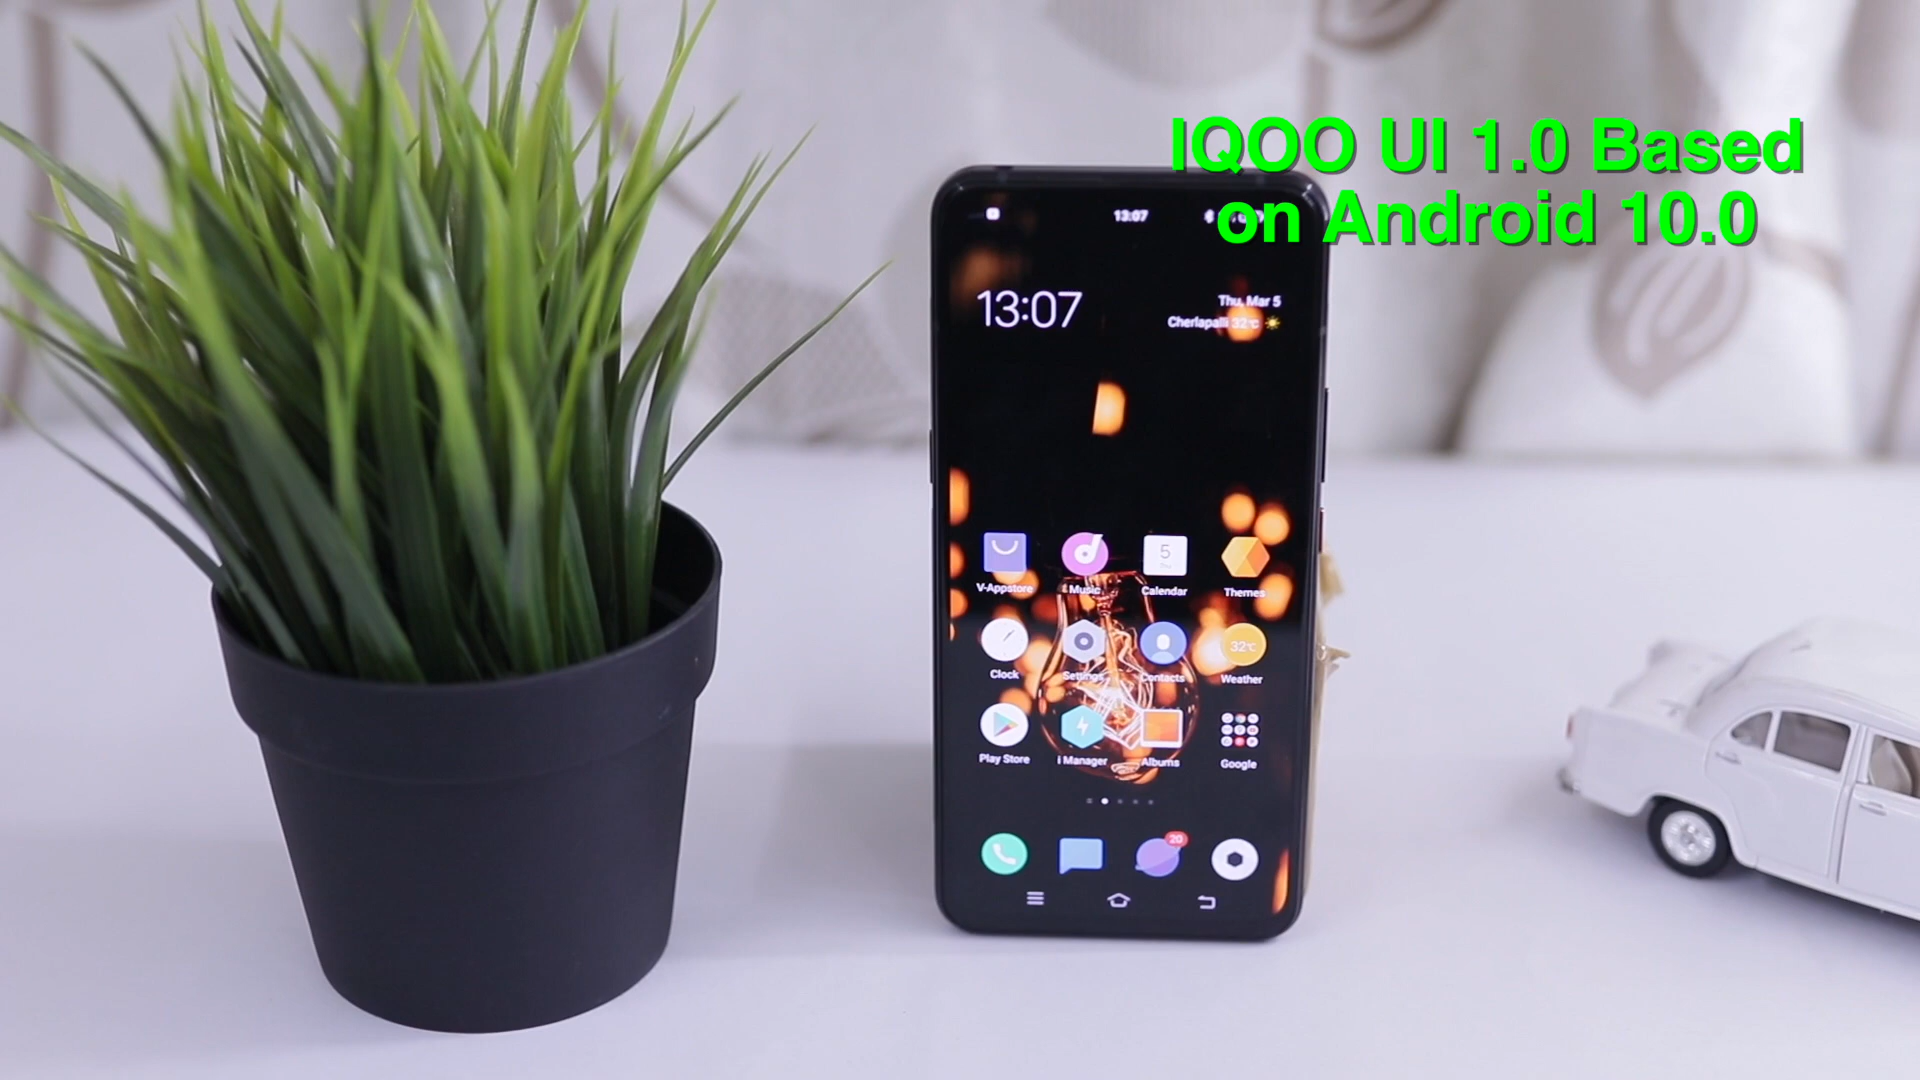 IQOO UI 1.0 Based
on Android 10.0
13:07
13:07
Thu, Mar 5
Cherlapalli 32°C
5
Thu
V-Appstore
i Music
Calendar
Themes
32°C
Clock
Settings
Contacts
Weather
Play Store
i Manager
Albums
Google
20